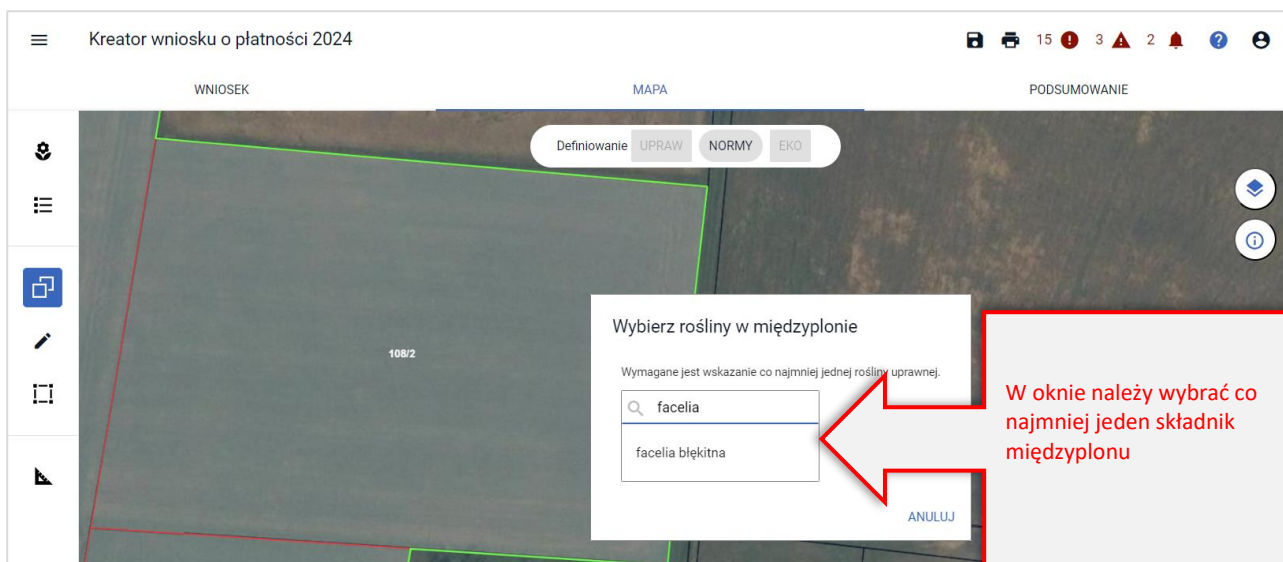 Kreator wniosku o płatności 2024
15 3 2
WNIOSEK MAPA PODSUMOWANIE
Definiowanie UPRAW NORMY EKO
108/2
Wybierz rośliny w międzyplonie
Wymagane jest wskazanie co najmniej jednej rośliny uprawnej.
facelia
facelia błękitna
ANULUJ
W oknie należy wybrać co
najmniej jeden składnik
międzyplonu